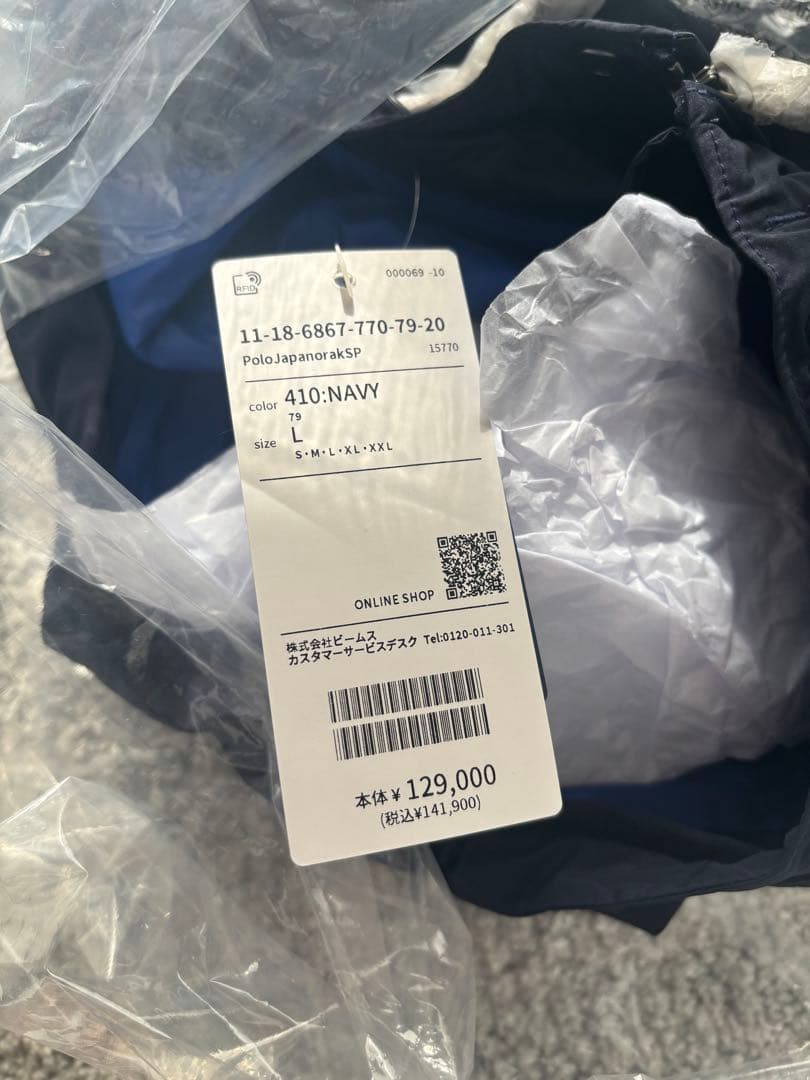 RFID
000069 -10
11-18-6867-770-79-20
PoloJapanorakSP 15770
color 410:NAVY
79
size L
S・M・L・XL・XXL
ONLINE SHOP
株式会社ビームス
カスタマーサービスデスク Tel:0120-011-301
本体¥ 129,000
(税込¥141,900)